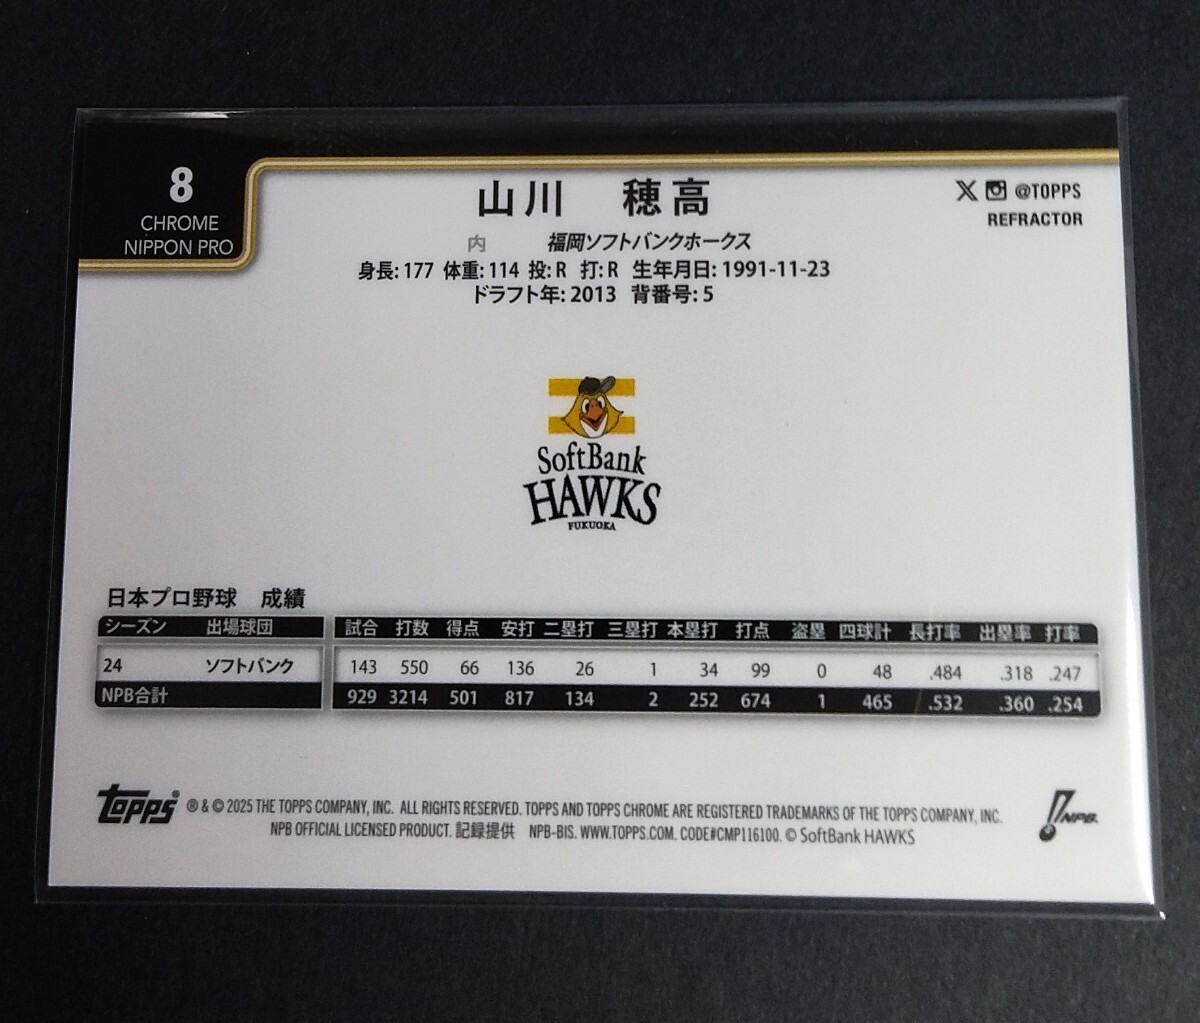 8
CHROME
NIPPON PRO
山川 穂高
@TOPPS
REFRACTOR
内 福岡ソフトバンクホークス
身長: 177 体重: 114 投: R 打: R 生年月日: 1991-11-23
ドラフト年: 2013 背番号: 5
SoftBank
HAWKS
FUKUOKA
日本プロ野球 成績
シーズン 出場球団 試合 打数 得点 安打 二塁打 三塁打 本塁打 打点 盗塁 四球計 長打率 出塁率 打率
24 ソフトバンク 143 550 66 136 26 1 34 99 0 48 .484 .318 .247
NPB合計 929 3214 501 817 134 2 252 674 1 465 .532 .360 .254
topps® ® & © 2025 THE TOPPS COMPANY, INC. ALL RIGHTS RESERVED. TOPPS AND TOPPS CHROME ARE REGISTERED TRADEMARKS OF THE TOPPS COMPANY, INC.
NPB OFFICIAL LICENSED PRODUCT. 記録提供 NPB-BIS. WWW.TOPPS.COM. CODE#CMP116100. © SoftBank HAWKS
NPB